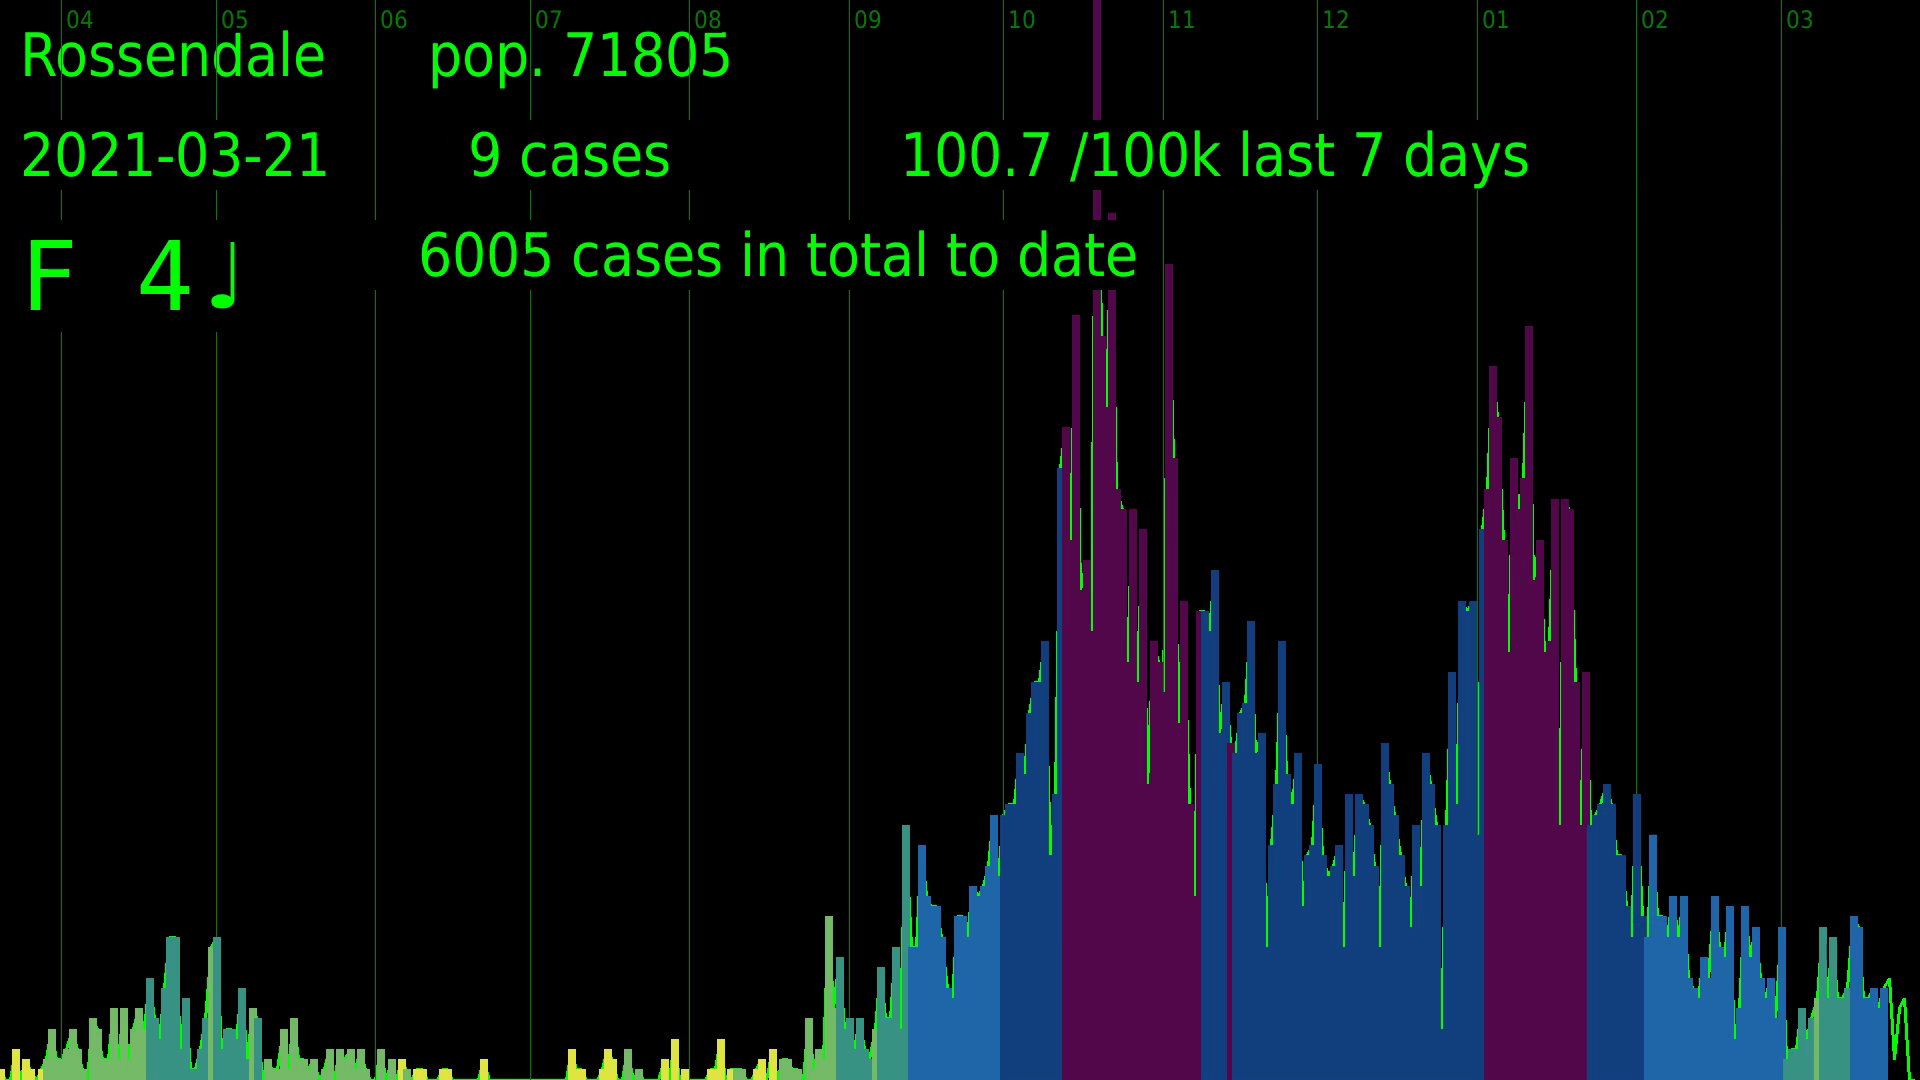 04 05 06 07 08 09 10 11 12 01 02 03
Rossendale pop. 71805
2021-03-21 9 cases 100.7 /100k last 7 days
F 4♩ 6005 cases in total to date